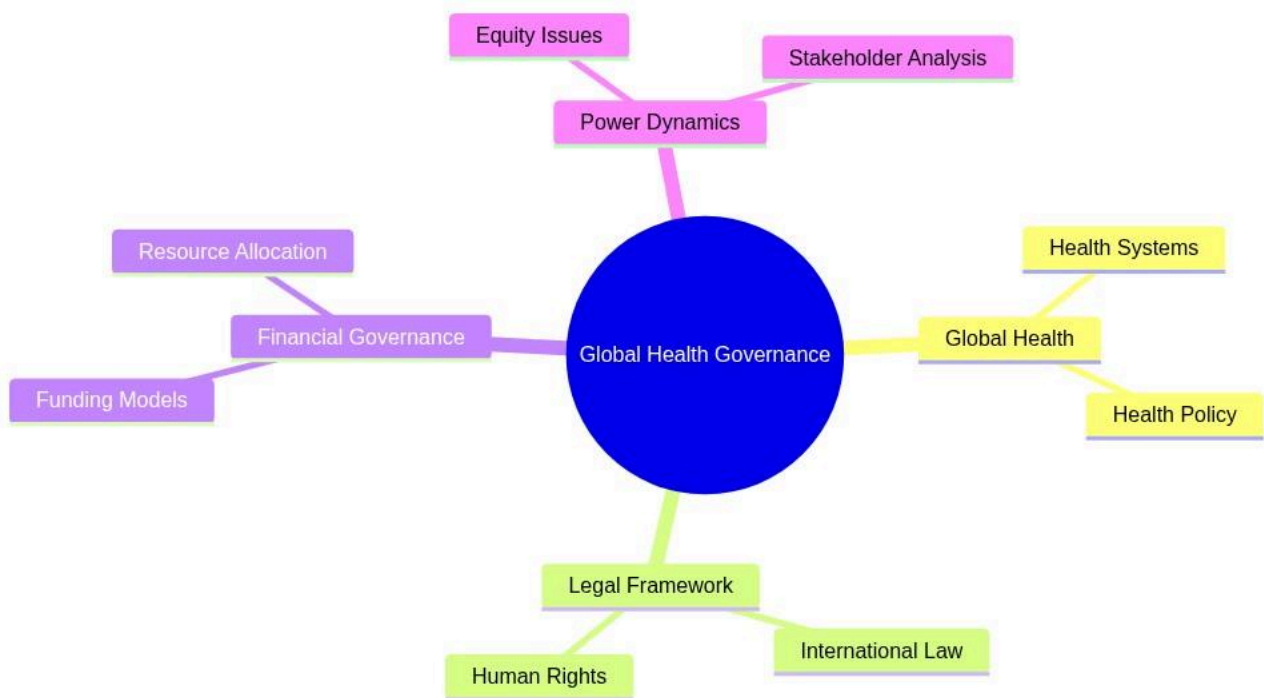 Equity Issues
Stakeholder Analysis
Power Dynamics
Resource Allocation
Health Systems
Financial Governance
Global Health Governance
Global Health
Funding Models
Health Policy
Legal Framework
International Law
Human Rights